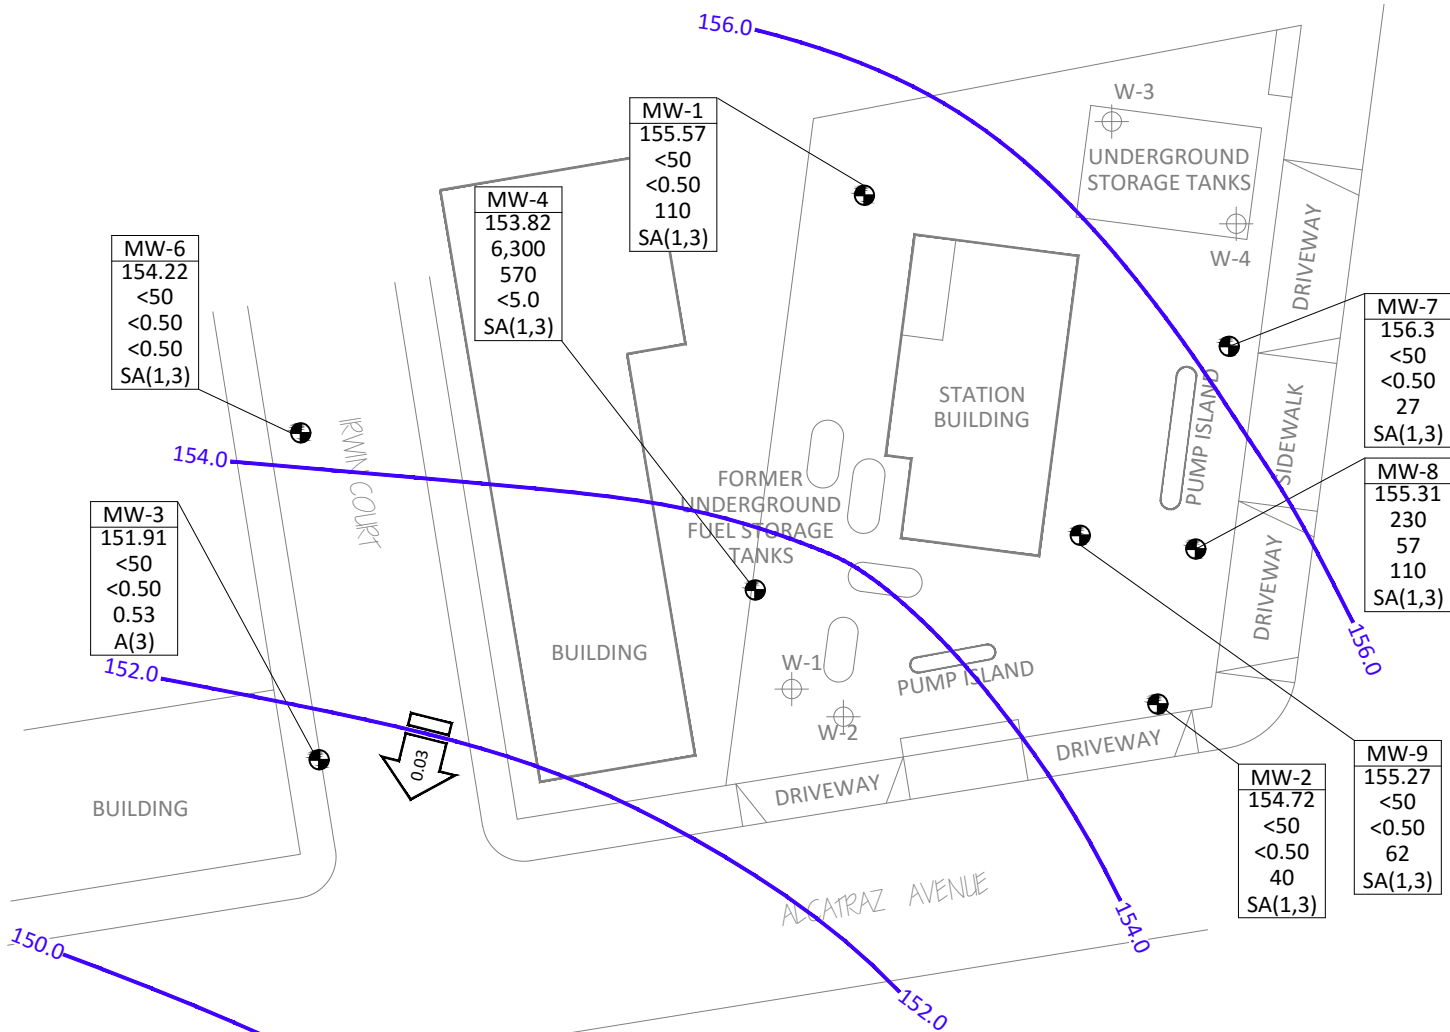 156.0
W-3
UNDERGROUND
STORAGE TANKS
W-4
DRIVEWAY
MW-1
155.57
<50
<0.50
110
SA(1,3)
MW-4
153.82
6,300
570
<5.0
SA(1,3)
MW-6
154.22
<50
<0.50
<0.50
SA(1,3)
MW-7
156.3
<50
<0.50
27
SA(1,3)
STATION
BUILDING
PUMP ISLAND
SIDEWALK
154.0
IRWIN COURT
FORMER
UNDERGROUND
FUEL STORAGE
TANKS
MW-8
155.31
230
57
110
SA(1,3)
MW-3
151.91
<50
<0.50
0.53
A(3)
DRIVEWAY
156.0
152.0
BUILDING
W-1
PUMP ISLAND
W-2
0.03
DRIVEWAY
DRIVEWAY
BUILDING
MW-2
154.72
<50
<0.50
40
SA(1,3)
MW-9
155.27
<50
<0.50
62
SA(1,3)
ALCATRAZ AVENUE
154.0
150.0
152.0